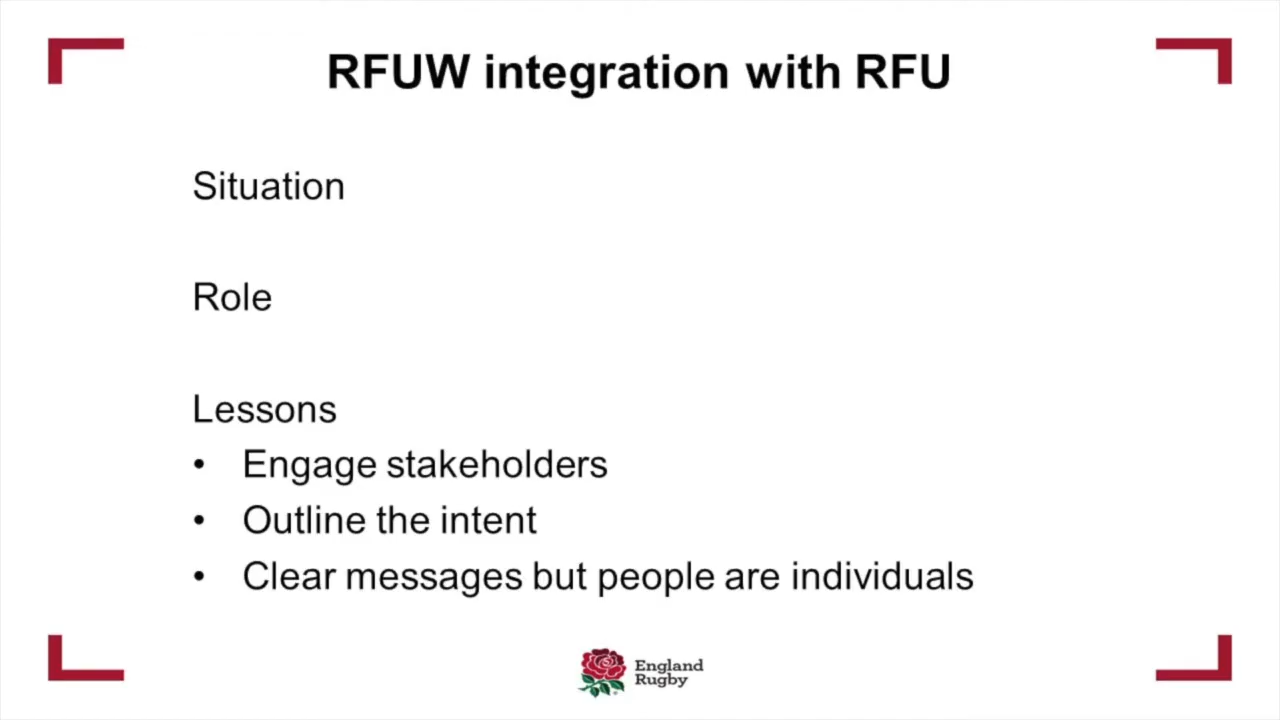 RFUW integration with RFU
Situation
Role
Lessons
• Engage stakeholders
• Outline the intent
• Clear messages but people are individuals
England
Rugby